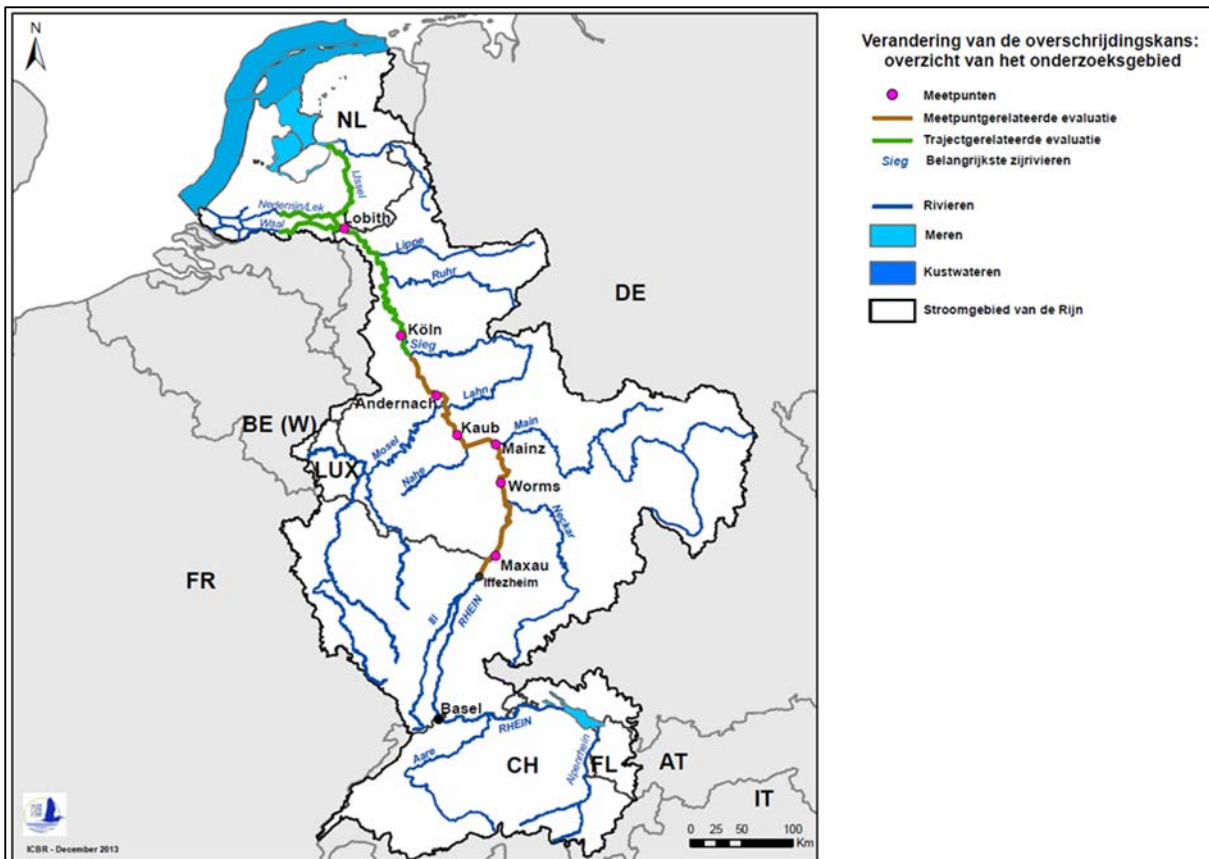 N
Verandering van de overschrijdingskans:
overzicht van het onderzoeksgebied
Meetpunten
Meetpuntgerelateerde evaluatie
Trajectgerelateerde evaluatie
Sieg
Belangrijkste zijrivieren
Rivieren
Meren
Kustwateren
Stroomgebied van de Rijn
NL
IJssel
Nederrijn/Lek
Lobith
Waal
Lippe
Ruhr
DE
Köln
Sieg
Lahn
Andernach
BE (W)
Kaub
Main
Mainz
Mosel
LUX
Nahe
Worms
Neckar
Maxau
FR
Iffezheim
Ill
RHEIN
Basel
RHEIN
Aare
CH
Alpenrhein
FL
AT
IT
0 25 50 100
Km
ICBR - December 2013